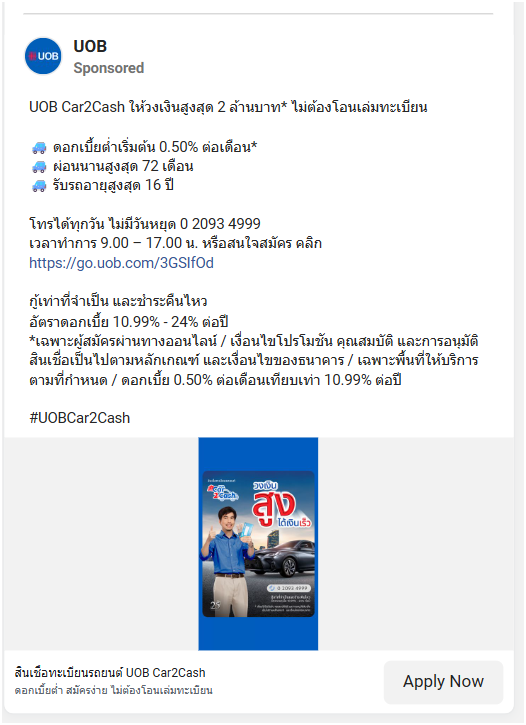 UOB
UOB
Sponsored
UOB Car2Cash ให้วงเงินสูงสุด 2 ล้านบาท* ไม่ต้องโอนเล่มทะเบียน
ดอกเบี้ยต่ำเริ่มต้น 0.50% ต่อเดือน*
ผ่อนนานสูงสุด 72 เดือน
รับรถอายุสูงสุด 16 ปี
โทรได้ทุกวัน ไม่มีวันหยุด 0 2093 4999
เวลาทำการ 9.00 – 17.00 น. หรือสนใจสมัคร คลิก
https://go.uob.com/3GSlfOd
กู้เท่าที่จำเป็น และชำระคืนไหว
อัตราดอกเบี้ย 10.99% - 24% ต่อปี
*เฉพาะผู้สมัครผ่านทางออนไลน์ / เงื่อนไขโปรโมชัน คุณสมบัติ และการอนุมัติ
สินเชื่อเป็นไปตามหลักเกณฑ์ และเงื่อนไขของธนาคาร / เฉพาะพื้นที่ให้บริการ
ตามที่กำหนด / ดอกเบี้ย 0.50% ต่อเดือนเทียบเท่า 10.99% ต่อปี
#UOBCar2Cash
Car
2Cash
วงเงิน
สูง
ได้เงินเร็ว
0 2093 4999
25
สินเชื่อทะเบียนรถยนต์ UOB Car2Cash
ดอกเบี้ยต่ำ สมัครง่าย ไม่ต้องโอนเล่มทะเบียน
Apply Now